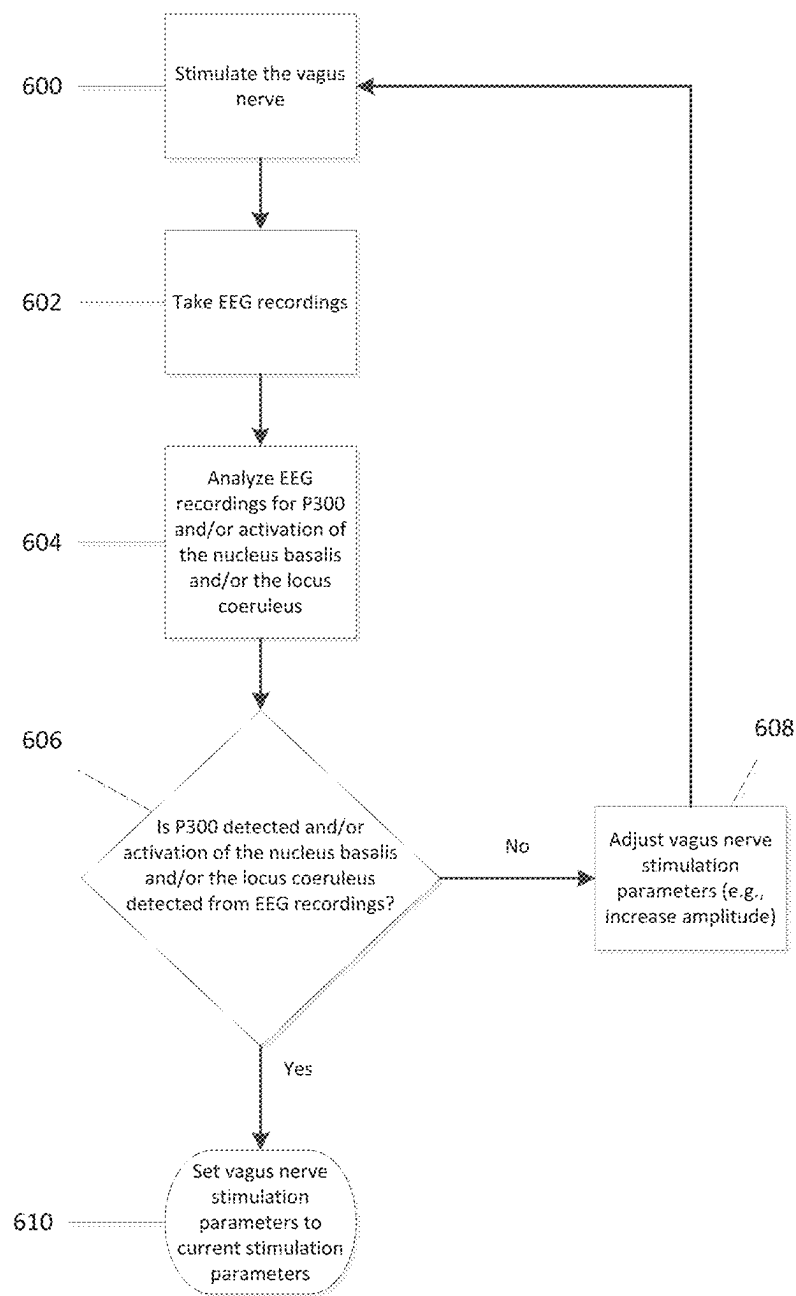 600
Stimulate the vagus
nerve
602
Take EEG recordings
604
Analyze EEG
recordings for P300
and/or activation of
the nucleus basalis
and/or the locus
coeruleus
606
Is P300 detected and/or
activation of the nucleus basalis
and/or the locus coeruleus
detected from EEG recordings?
No
608
Adjust vagus nerve
stimulation
parameters (e.g.,
increase amplitude)
Yes
610
Set vagus nerve
stimulation
parameters to
current stimulation
parameters